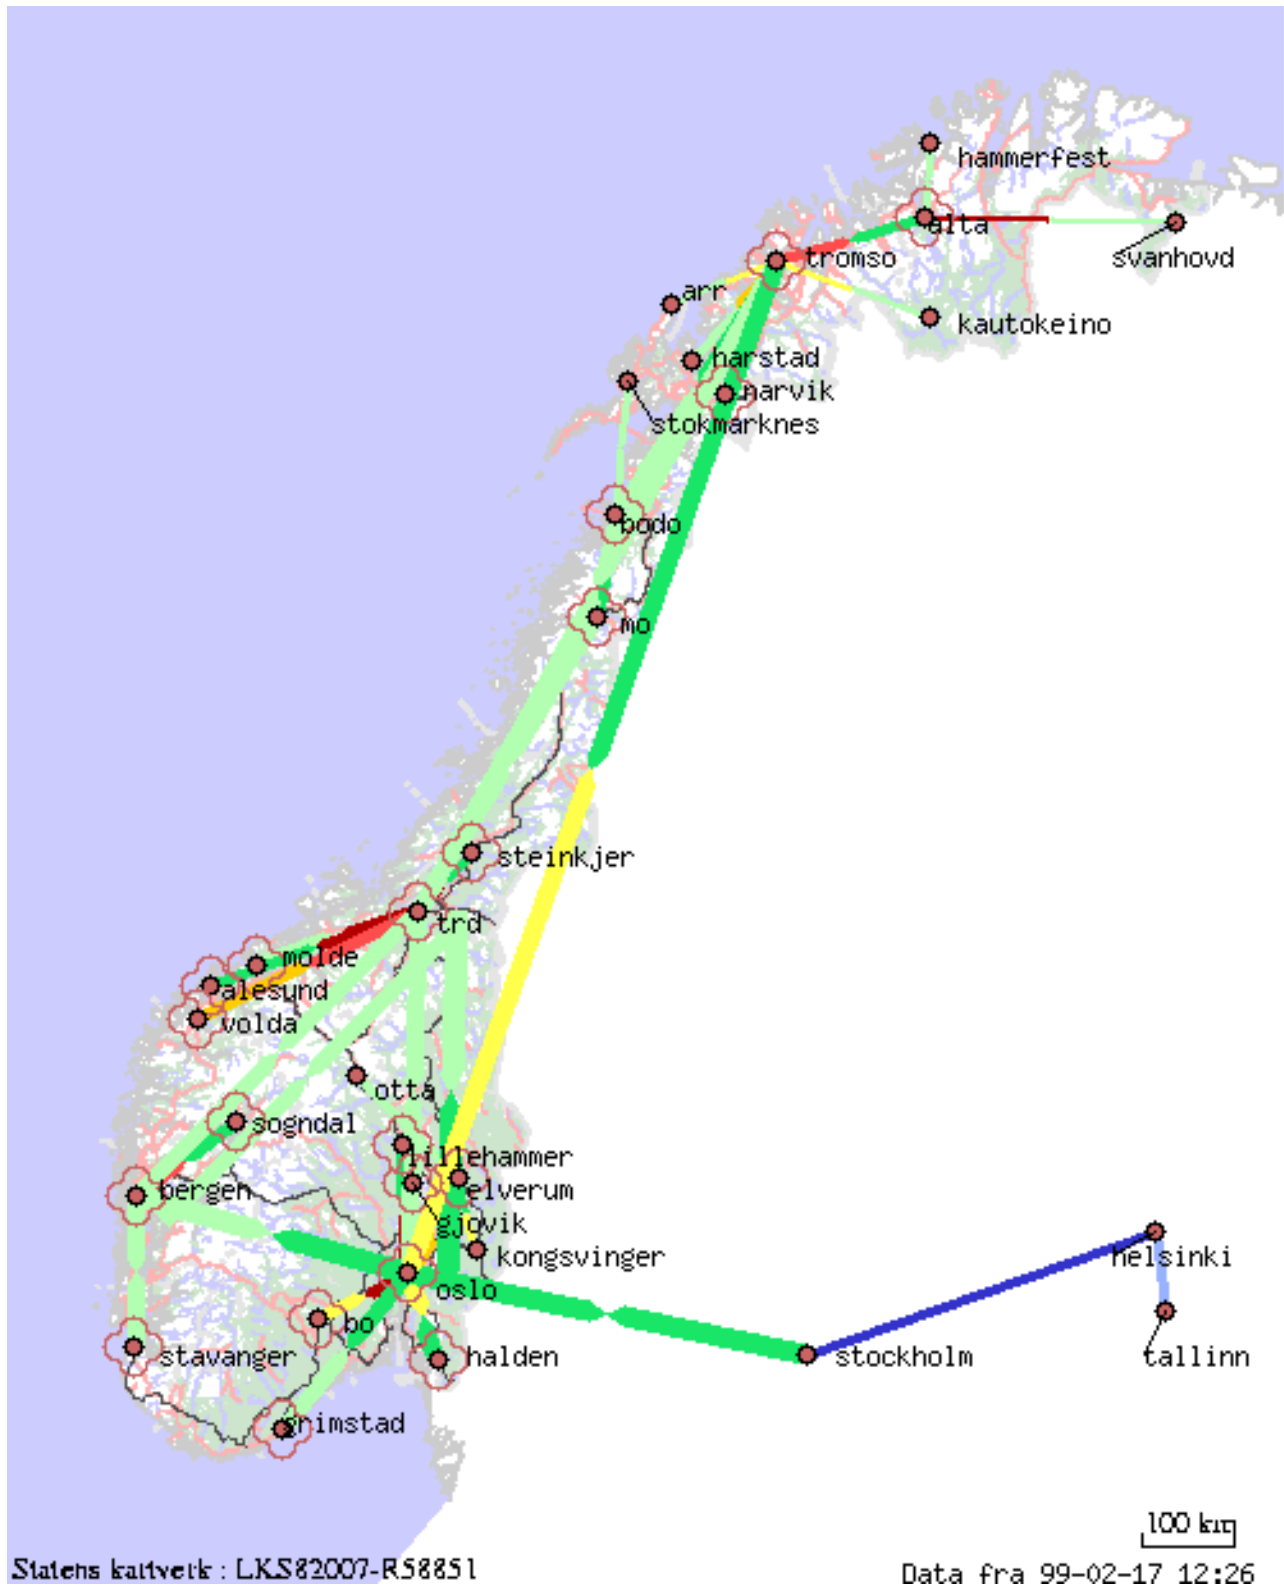 hammerfest
alta
svanhovd
tromso
arr
kautokeino
harstad
narvik
stokmarknes
bodo
mo
steinkjer
trd
molde
alesund
volda
otta
sogndal
lillehammer
bergen
elverum
gjovik
kongsvinger
helsinki
oslo
bo
stavanger
halden
stockholm
tallinn
grimstad
100 km
Statens kartverk : LKS82007-R58851
Data fra 99-02-17 12:26